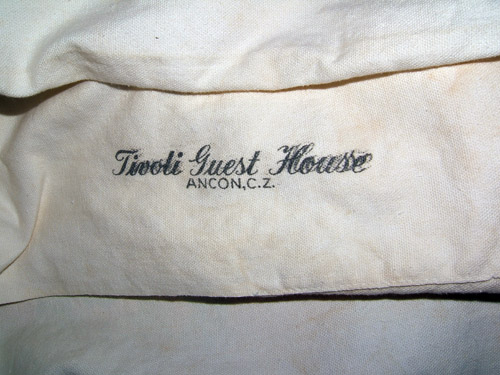 Tivoli Guest House
ANCON, C.Z.